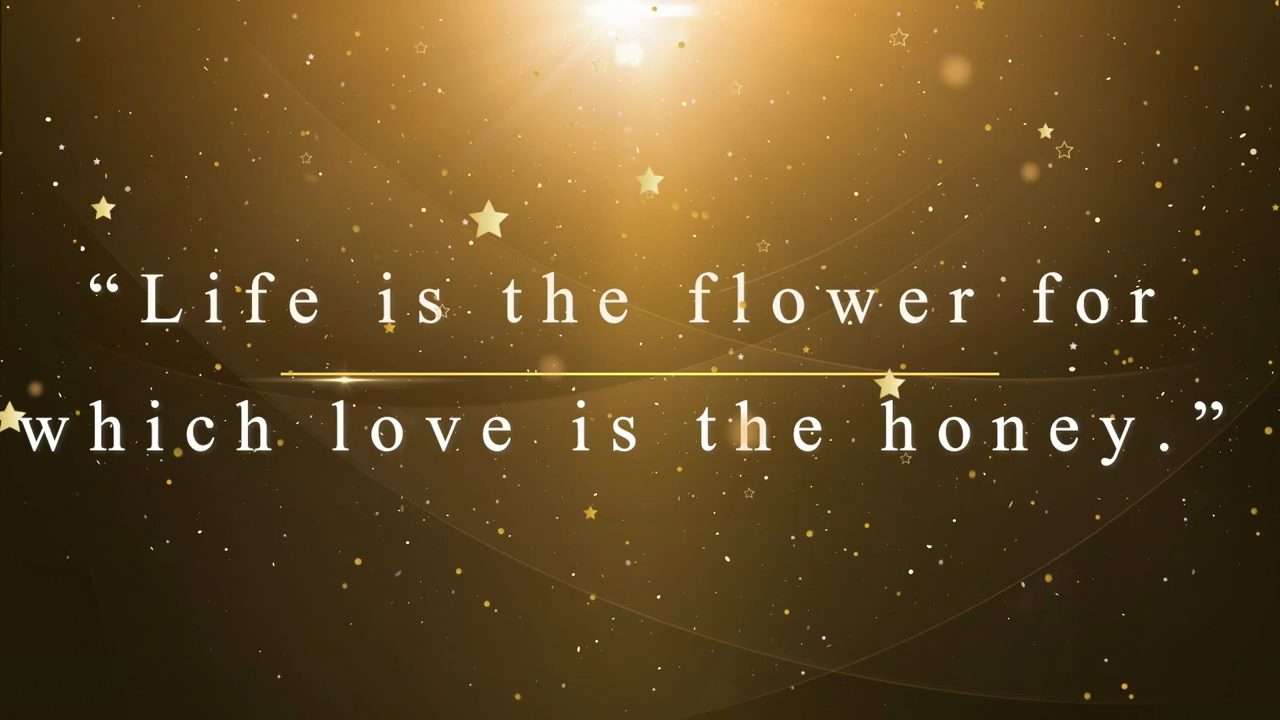 “Life is the flower for
which love is the honey.”